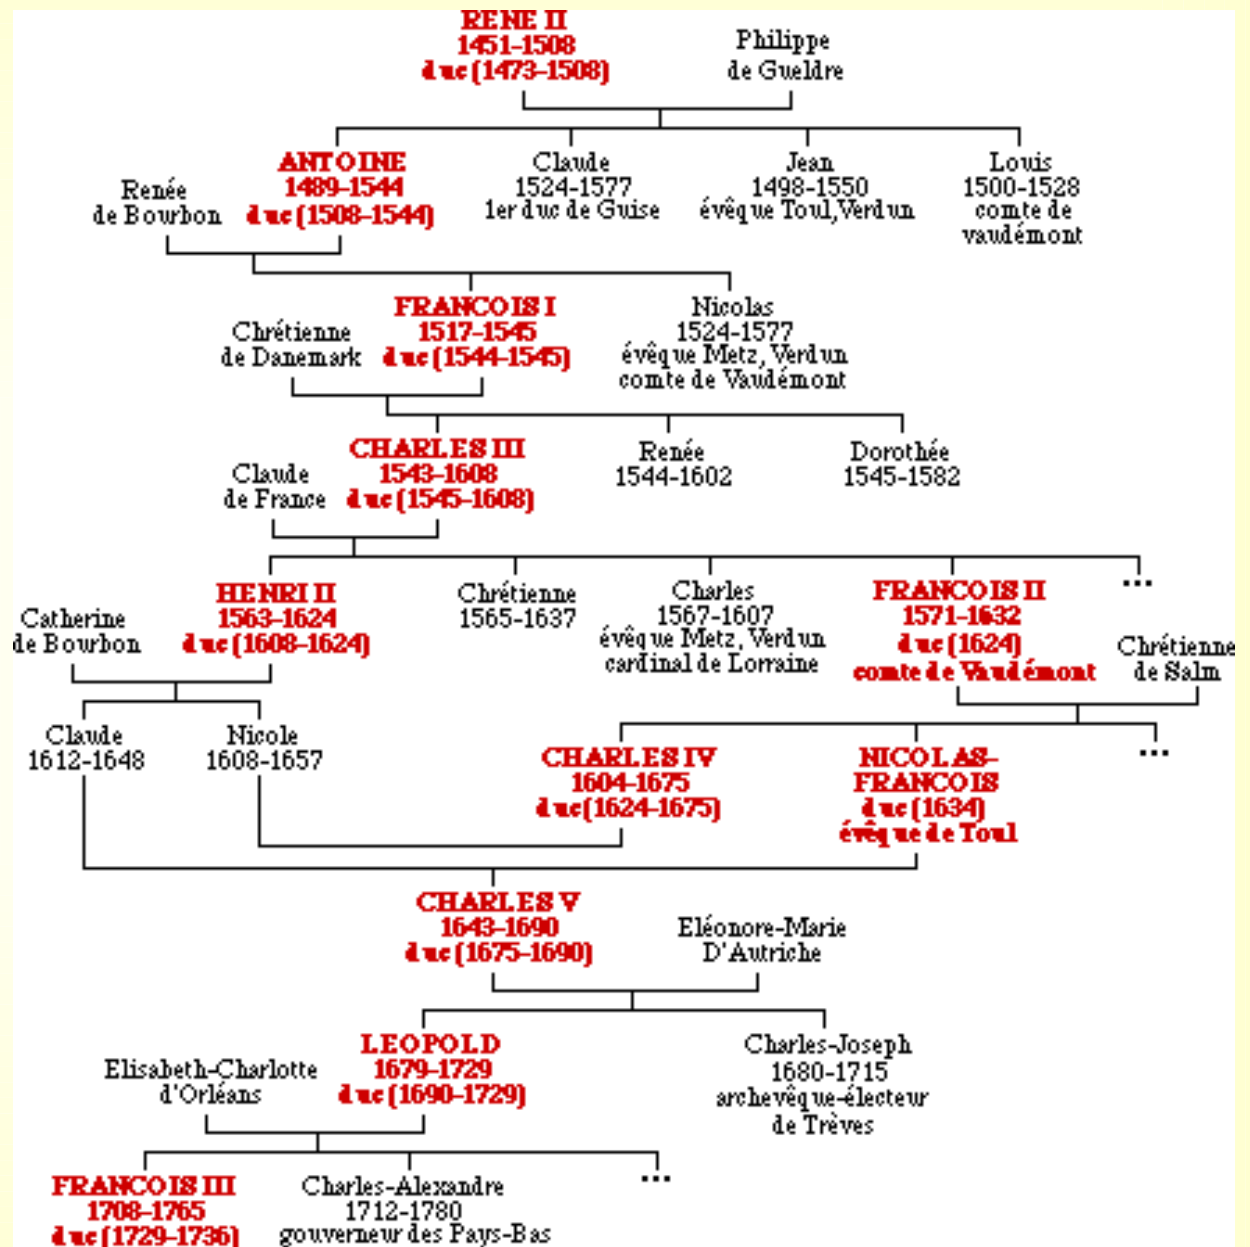 RENE II
1451-1508
duc (1473-1508)
Philippe
de Gueldre
ANTOINE
1489-1544
duc (1508-1544)
Claude
1524-1577
1er duc de Guise
Jean
1498-1550
évêque Toul, Verdun
Louis
1500-1528
comte de
vaudémont
Renée
de Bourbon
FRANCOIS I
1517-1545
duc (1544-1545)
Nicolas
1524-1577
évêque Metz, Verdun
comte de Vaudémont
Chrétienne
de Danemark
CHARLES III
1543-1608
duc (1545-1608)
Renée
1544-1602
Dorothée
1545-1582
Claude
de France
HENRI II
1563-1624
duc (1608-1624)
Chrétienne
1565-1637
Charles
1567-1607
évêque Metz, Verdun
cardinal de Lorraine
FRANCOIS II
1571-1632
duc (1624)
comte de Vaudémont
...
Catherine
de Bourbon
Chrétienne
de Salm
Claude
1612-1648
Nicole
1608-1657
CHARLES IV
1604-1675
duc (1624-1675)
NICOLAS-
FRANCOIS
duc (1634)
évêque de Toul
...
CHARLES V
1643-1690
duc (1675-1690)
Eléonore-Marie
D'Autriche
LEOPOLD
1679-1729
duc (1690-1729)
Charles-Joseph
1680-1715
archevêque-électeur
de Trèves
Elisabeth-Charlotte
d'Orléans
FRANCOIS III
1708-1765
duc (1729-1736)
Charles-Alexandre
1712-1780
gouverneur des Pays-Bas
...